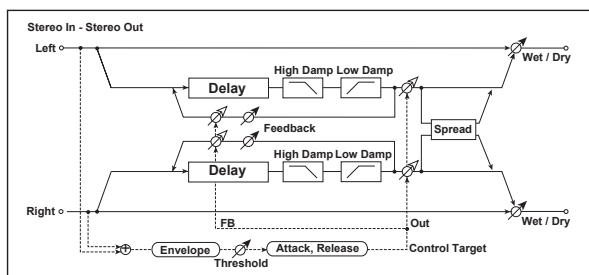 Stereo In - Stereo Out
Left
Wet / Dry
High Damp Low Damp
Delay
Feedback
Spread
High Damp Low Damp
Delay
Right
Wet / Dry
FB
Out
Envelope
Threshold
Attack, Release
Control Target